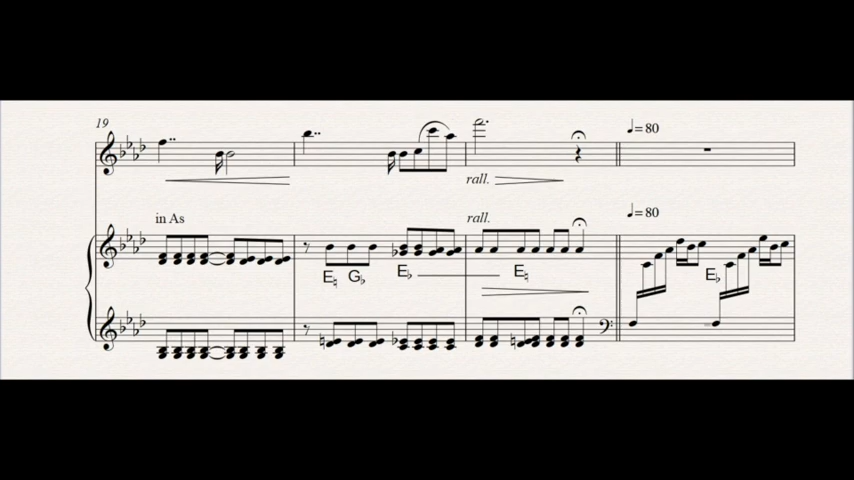 19
♩=80
rall.
in As
rall.
♩=80
E♮ G♭ E♭ E♮ E♭